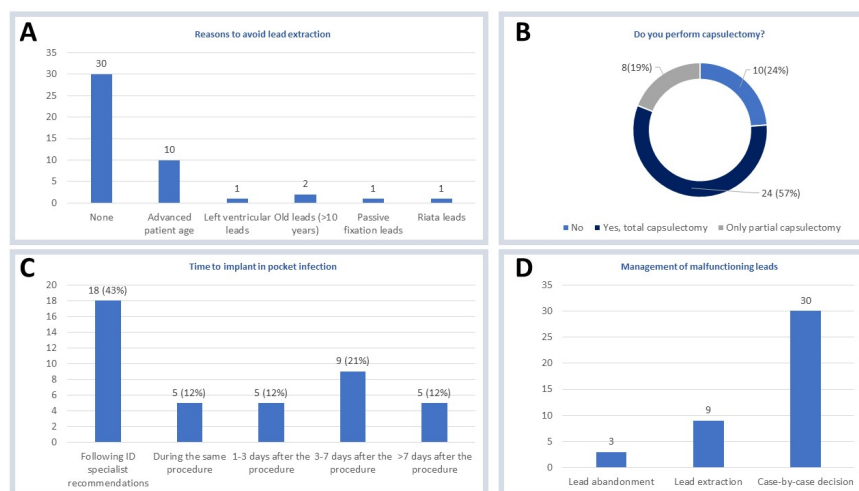 A
Reasons to avoid lead extraction
35
30
25
20
15
10
5
0
30
10
1
2
1
1
None
Advanced patient age
Left ventricular leads
Old leads (>10 years)
Passive fixation leads
Riata leads
B
Do you perform capsulectomy?
8(19%)
10(24%)
24 (57%)
No
Yes, total capsulectomy
Only partial capsulectomy
C
Time to implant in pocket infection
20
18
16
14
12
10
8
6
4
2
0
18 (43%)
5 (12%)
5 (12%)
9 (21%)
5 (12%)
Following ID specialist recommendations
During the same procedure
1-3 days after the procedure
3-7 days after the procedure
>7 days after the procedure
D
Management of malfunctioning leads
35
30
25
20
15
10
5
0
3
9
30
Lead abandonment
Lead extraction
Case-by-case decision